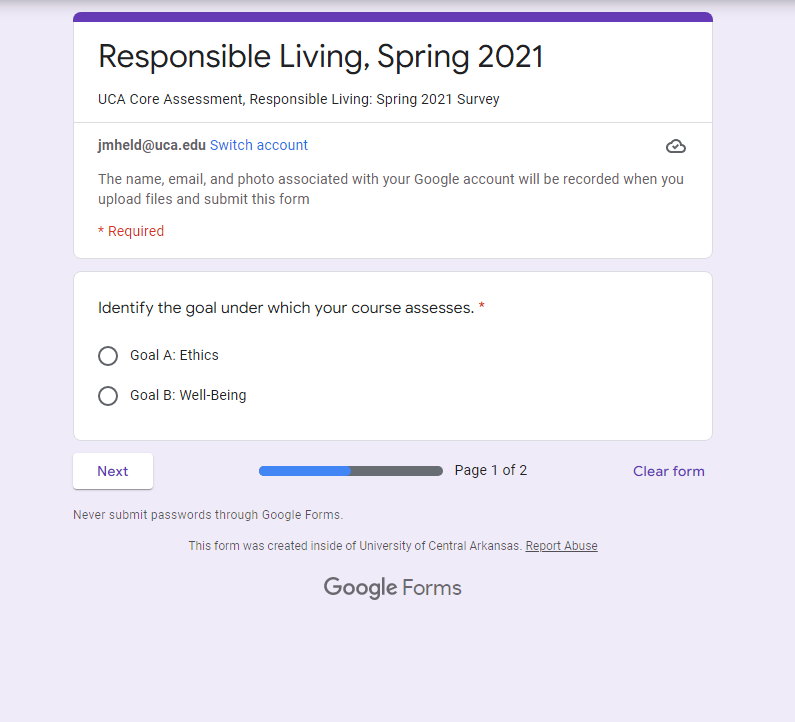 Responsible Living, Spring 2021
UCA Core Assessment, Responsible Living: Spring 2021 Survey
jmheld@uca.edu Switch account
The name, email, and photo associated with your Google account will be recorded when you
upload files and submit this form
* Required
Identify the goal under which your course assesses. *
Goal A: Ethics
Goal B: Well-Being
Next
Page 1 of 2
Clear form
Never submit passwords through Google Forms.
This form was created inside of University of Central Arkansas. Report Abuse
Google Forms